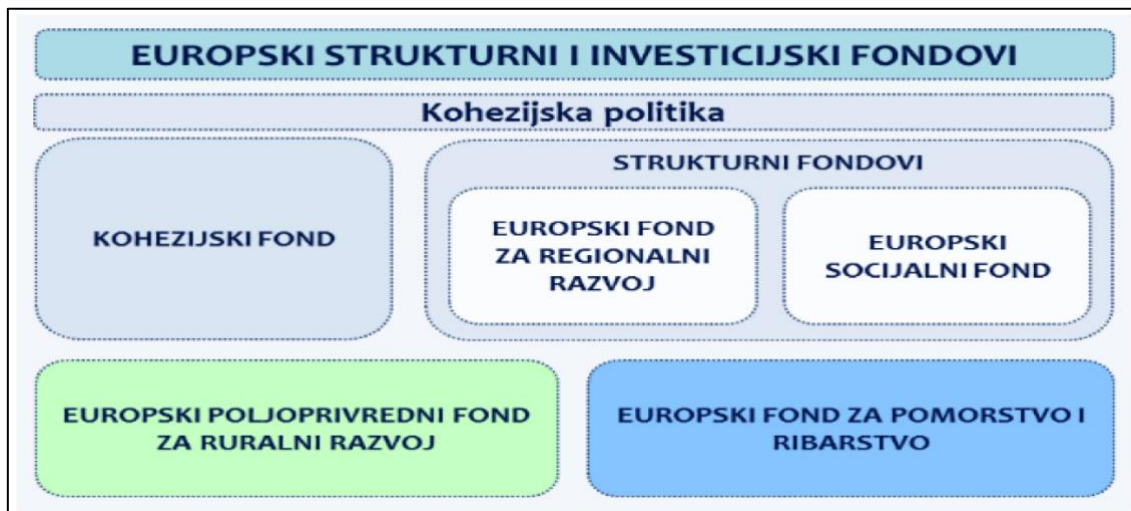 EUROPSKI STRUKTURNI I INVESTICIJSKI FONDOVI
Kohezijska politika
KOHEZIJSKI FOND
STRUKTURNI FONDOVI
EUROPSKI FOND
ZA REGIONALNI
RAZVOJ
EUROPSKI
SOCIJALNI FOND
EUROPSKI POLJOPRIVREDNI FOND
ZA RURALNI RAZVOJ
EUROPSKI FOND ZA POMORSTVO I
RIBARSTVO